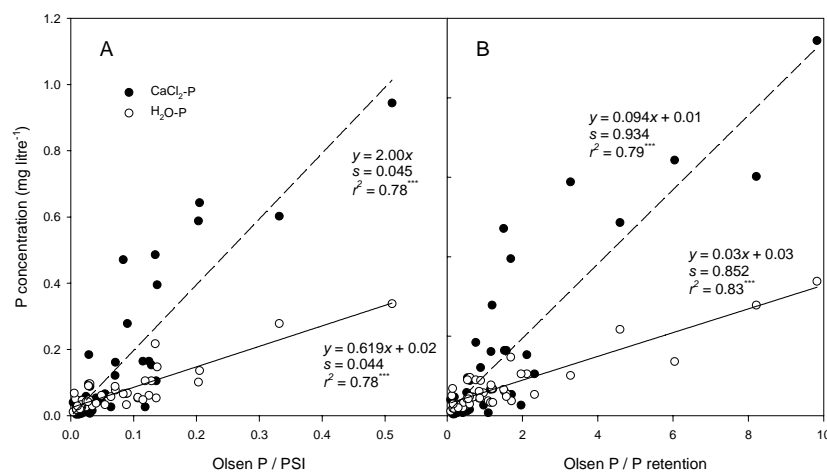 1.2
1.0
0.8
0.6
0.4
0.2
0.0
P concentration (mg litre⁻¹)
A
CaCl₂-P
H₂O-P
y = 2.00x
s = 0.045
r² = 0.78***
y = 0.619x + 0.02
s = 0.044
r² = 0.78***
0.0 0.1 0.2 0.3 0.4 0.5
Olsen P / PSI
B
y = 0.094x + 0.01
s = 0.934
r² = 0.79***
y = 0.03x + 0.03
s = 0.852
r² = 0.83***
0 2 4 6 8 10
Olsen P / P retention